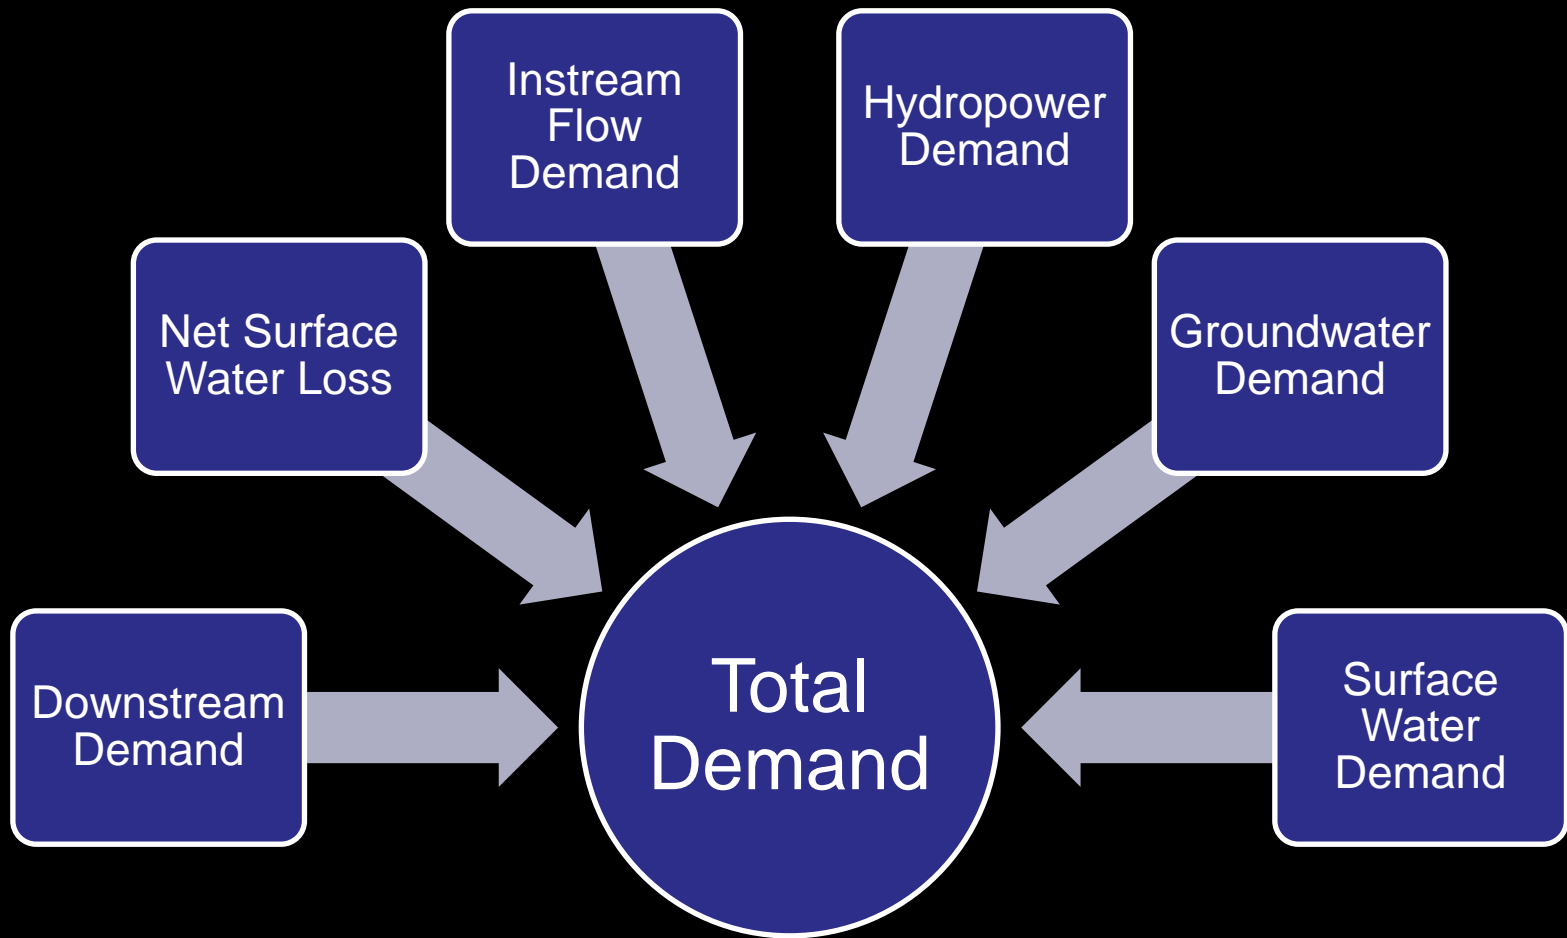 Instream
Flow
Demand
Hydropower
Demand
Net Surface
Water Loss
Groundwater
Demand
Downstream
Demand
Total
Demand
Surface
Water
Demand